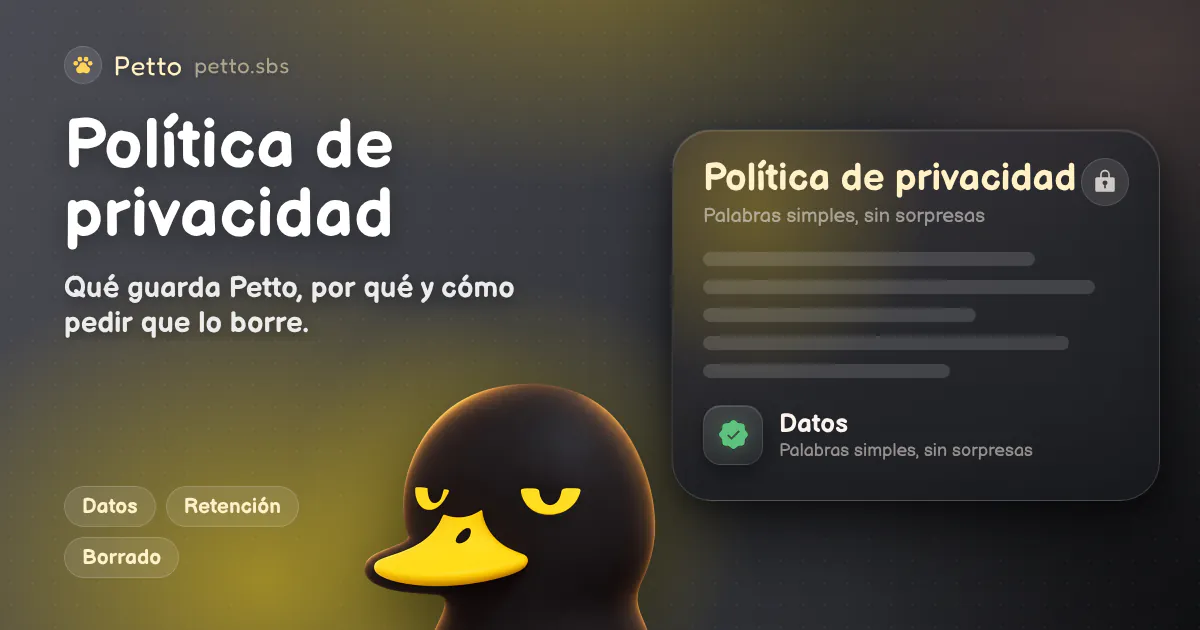 Petto petto.sbs
Política de
privacidad
Qué guarda Petto, por qué y cómo
pedir que lo borre.
Datos
Retención
Borrado
Política de privacidad
Palabras simples, sin sorpresas
Datos
Palabras simples, sin sorpresas